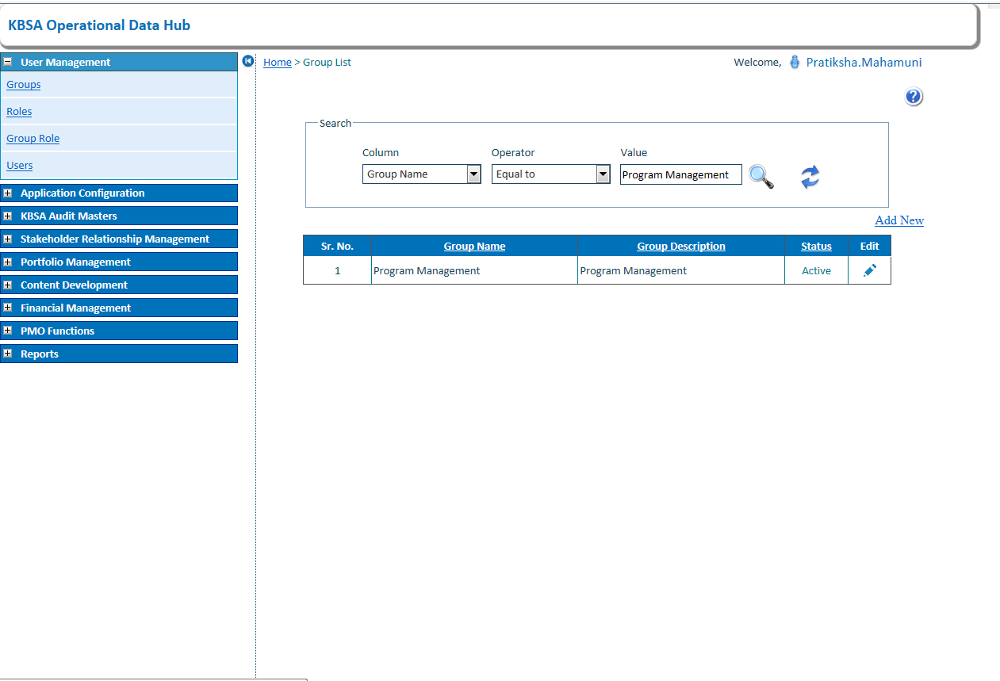 KBSA Operational Data Hub
User Management
Groups
Roles
Group Role
Users
Application Configuration
KBSA Audit Masters
Stakeholder Relationship Management
Portfolio Management
Content Development
Financial Management
PMO Functions
Reports
Home > Group List
Welcome, Pratiksha.Mahamuni
?
Search
Column Operator Value
Group Name Equal to Program Management
Add New
Sr. No. Group Name Group Description Status Edit
1 Program Management Program Management Active